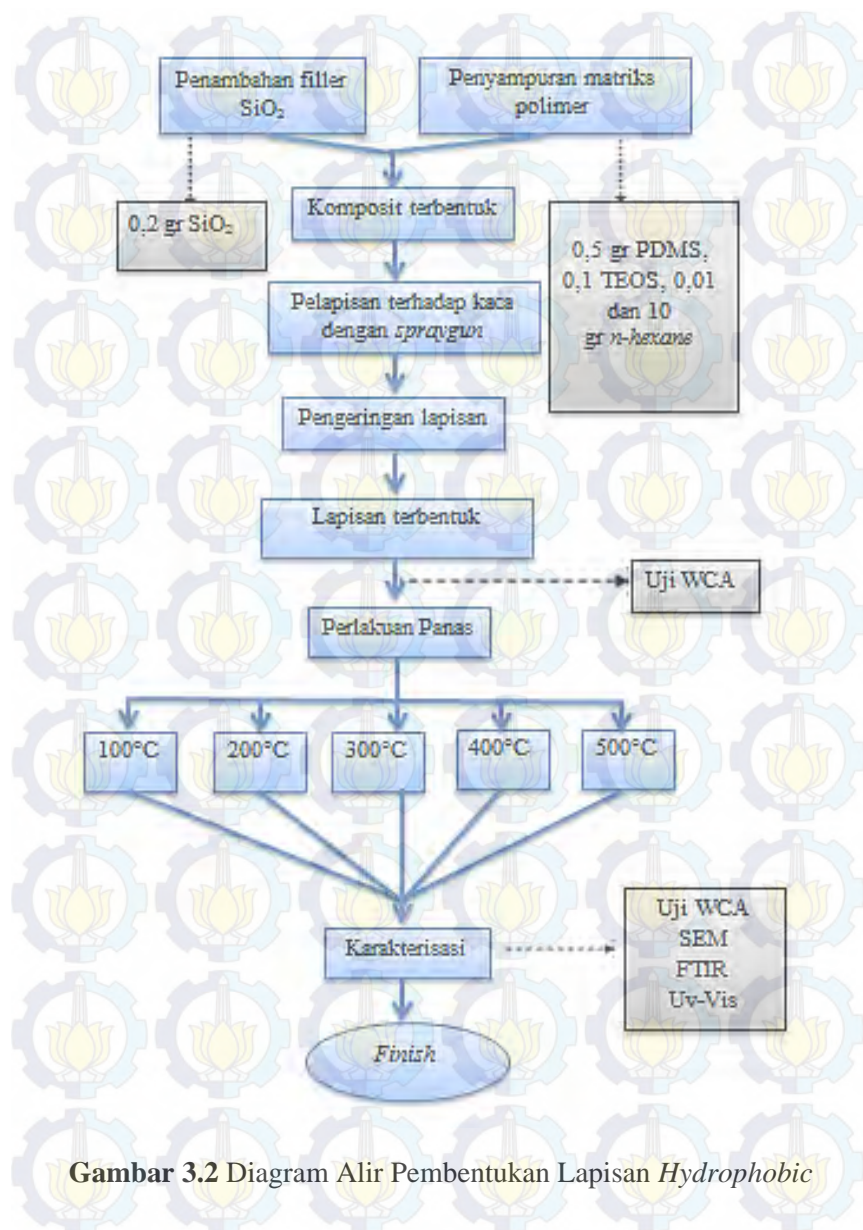 Penambahan filler
SiO₂
Penyampuran matriks
polimer
0,2 gr SiO₂
Komposit terbentuk
0,5 gr PDMS,
0,1 TEOS, 0,01
dan 10
gr n-hexane
Pelapisan terhadap kaca
dengan spraygun
Pengeringan lapisan
Lapisan terbentuk
Uji WCA
Perlakuan Panas
100°C
200°C
300°C
400°C
500°C
Karakterisasi
Uji WCA
SEM
FTIR
Uv-Vis
Finish
Gambar 3.2 Diagram Alir Pembentukan Lapisan Hydrophobic